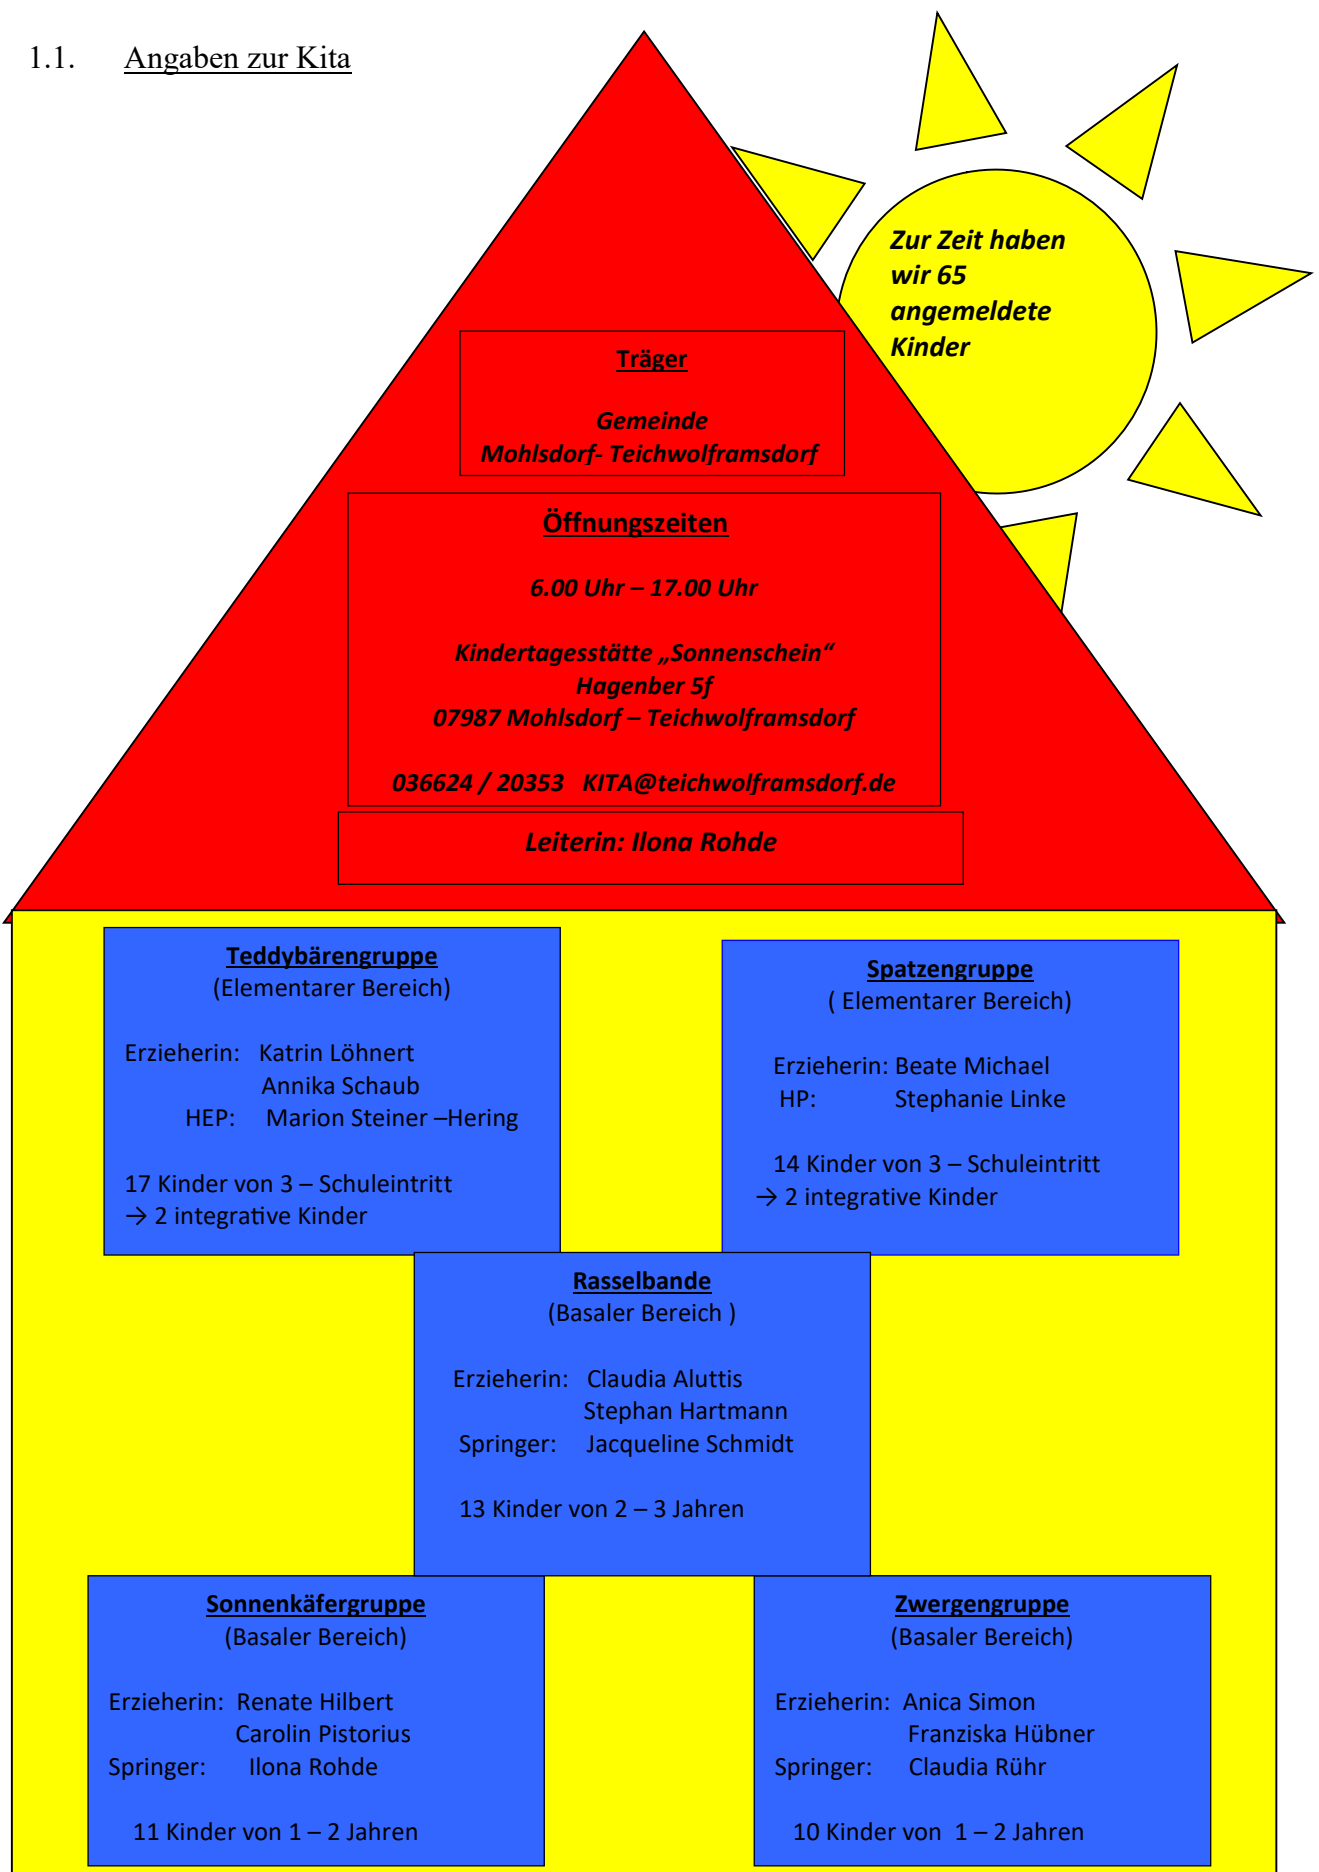 1.1. Angaben zur Kita
Zur Zeit haben
wir 65
angemeldete
Kinder
Träger
Gemeinde
Mohlsdorf- Teichwolframsdorf
Öffnungszeiten
6.00 Uhr – 17.00 Uhr
Kindertagesstätte „Sonnenschein“
Hagenber 5f
07987 Mohlsdorf – Teichwolframsdorf
036624 / 20353 KITA@teichwolframsdorf.de
Leiterin: Ilona Rohde
Teddybärengruppe
(Elementarer Bereich)
Erzieherin: Katrin Löhnert
Annika Schaub
HEP: Marion Steiner –Hering
17 Kinder von 3 – Schuleintritt
→ 2 integrative Kinder
Spatzengruppe
( Elementarer Bereich)
Erzieherin: Beate Michael
HP: Stephanie Linke
14 Kinder von 3 – Schuleintritt
→ 2 integrative Kinder
Rasselbande
(Basaler Bereich )
Erzieherin: Claudia Aluttis
Stephan Hartmann
Springer: Jacqueline Schmidt
13 Kinder von 2 – 3 Jahren
Sonnenkäfergruppe
(Basaler Bereich)
Erzieherin: Renate Hilbert
Carolin Pistorius
Springer: Ilona Rohde
11 Kinder von 1 – 2 Jahren
Zwergengruppe
(Basaler Bereich)
Erzieherin: Anica Simon
Franziska Hübner
Springer: Claudia Rühr
10 Kinder von 1 – 2 Jahren